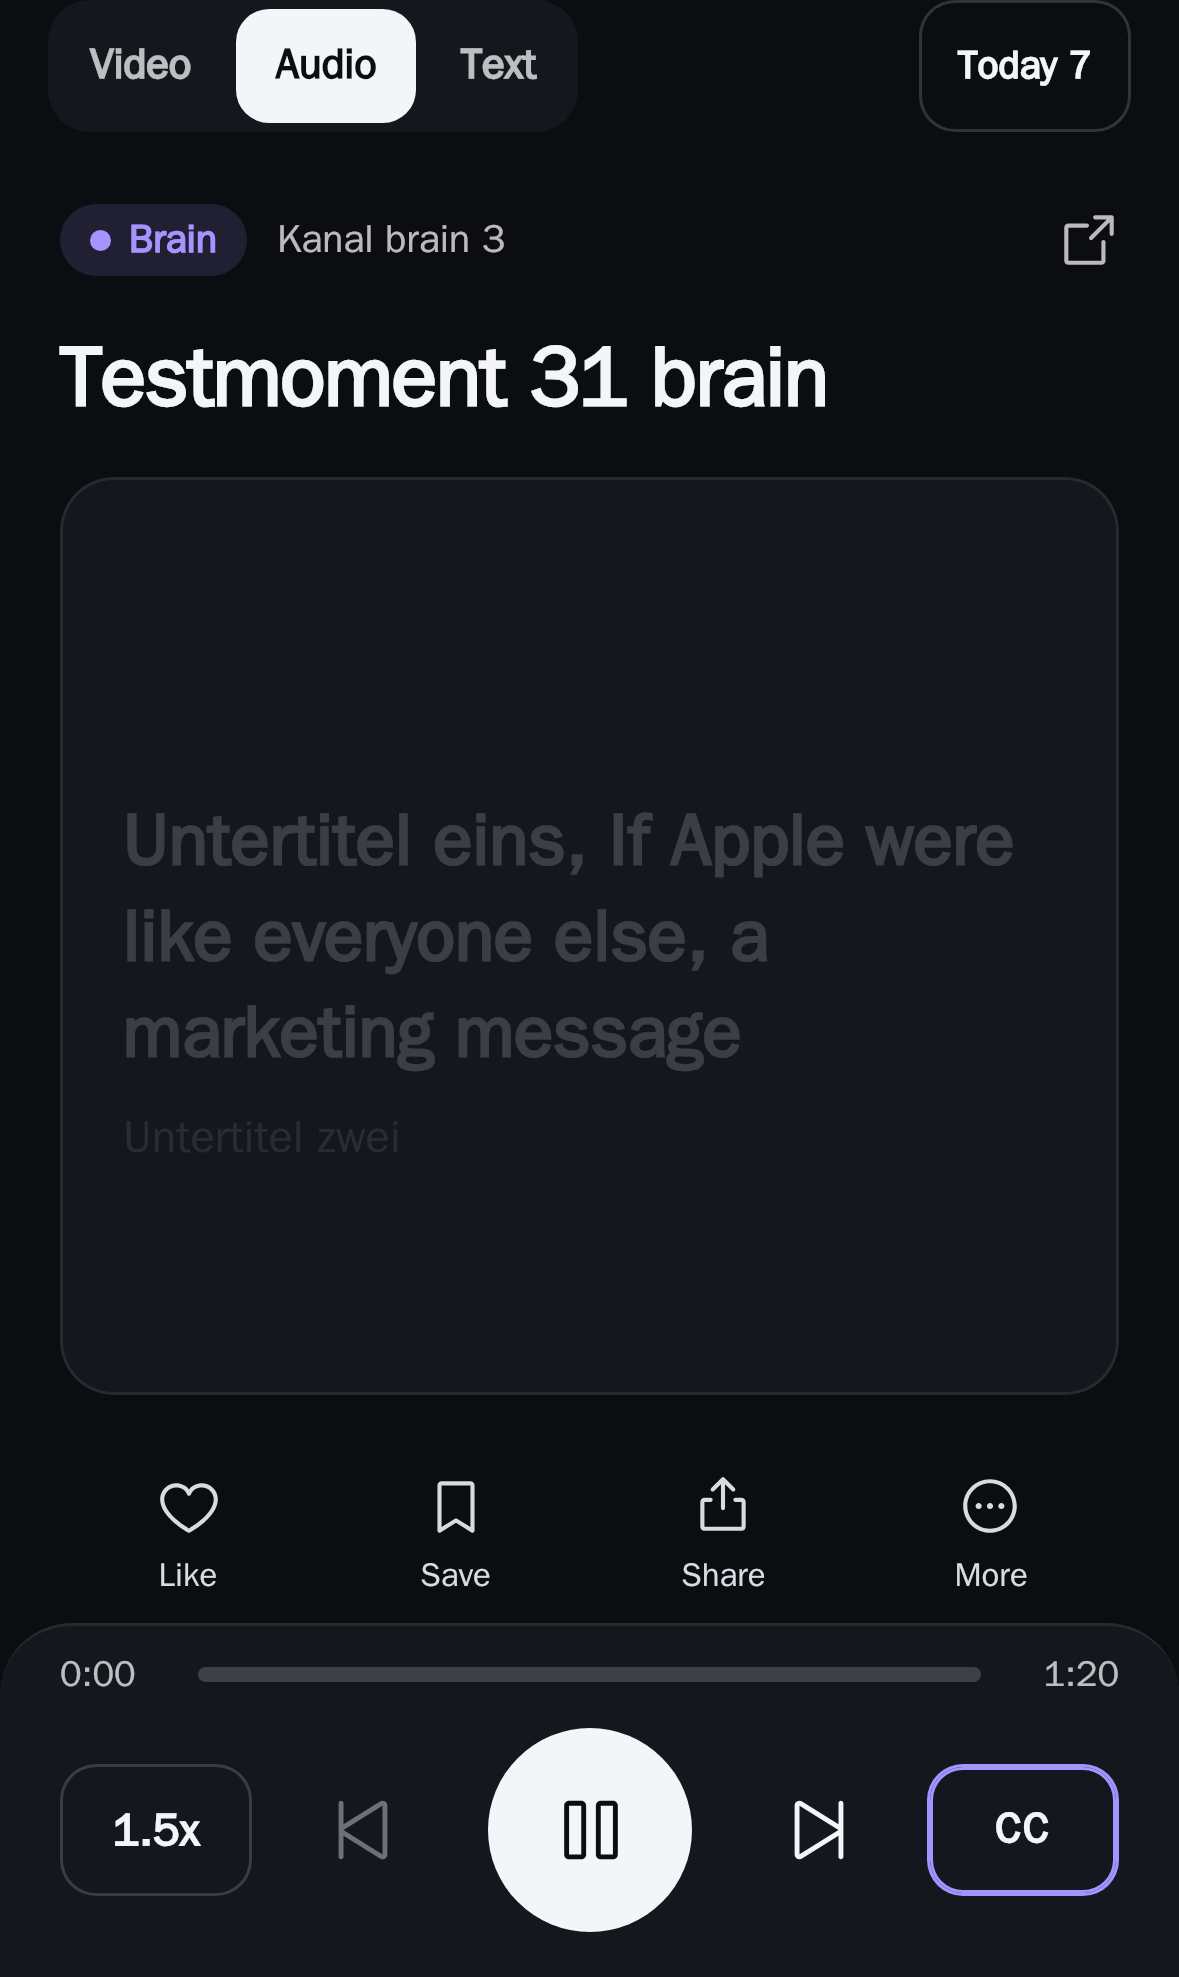 Video Audio Text Today 7
Brain Kanal brain 3
Testmoment 31 brain
Untertitel eins, If Apple were
like everyone else, a
marketing message
Untertitel zwei
Like Save Share More
0:00 1:20
1.5x CC